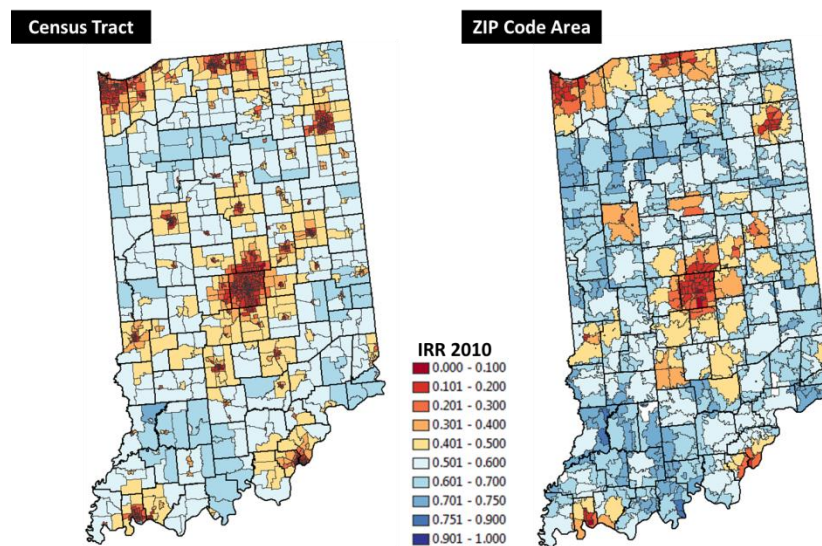 Census Tract
ZIP Code Area
IRR 2010
0.000 - 0.100
0.101 - 0.200
0.201 - 0.300
0.301 - 0.400
0.401 - 0.500
0.501 - 0.600
0.601 - 0.700
0.701 - 0.750
0.751 - 0.900
0.901 - 1.000